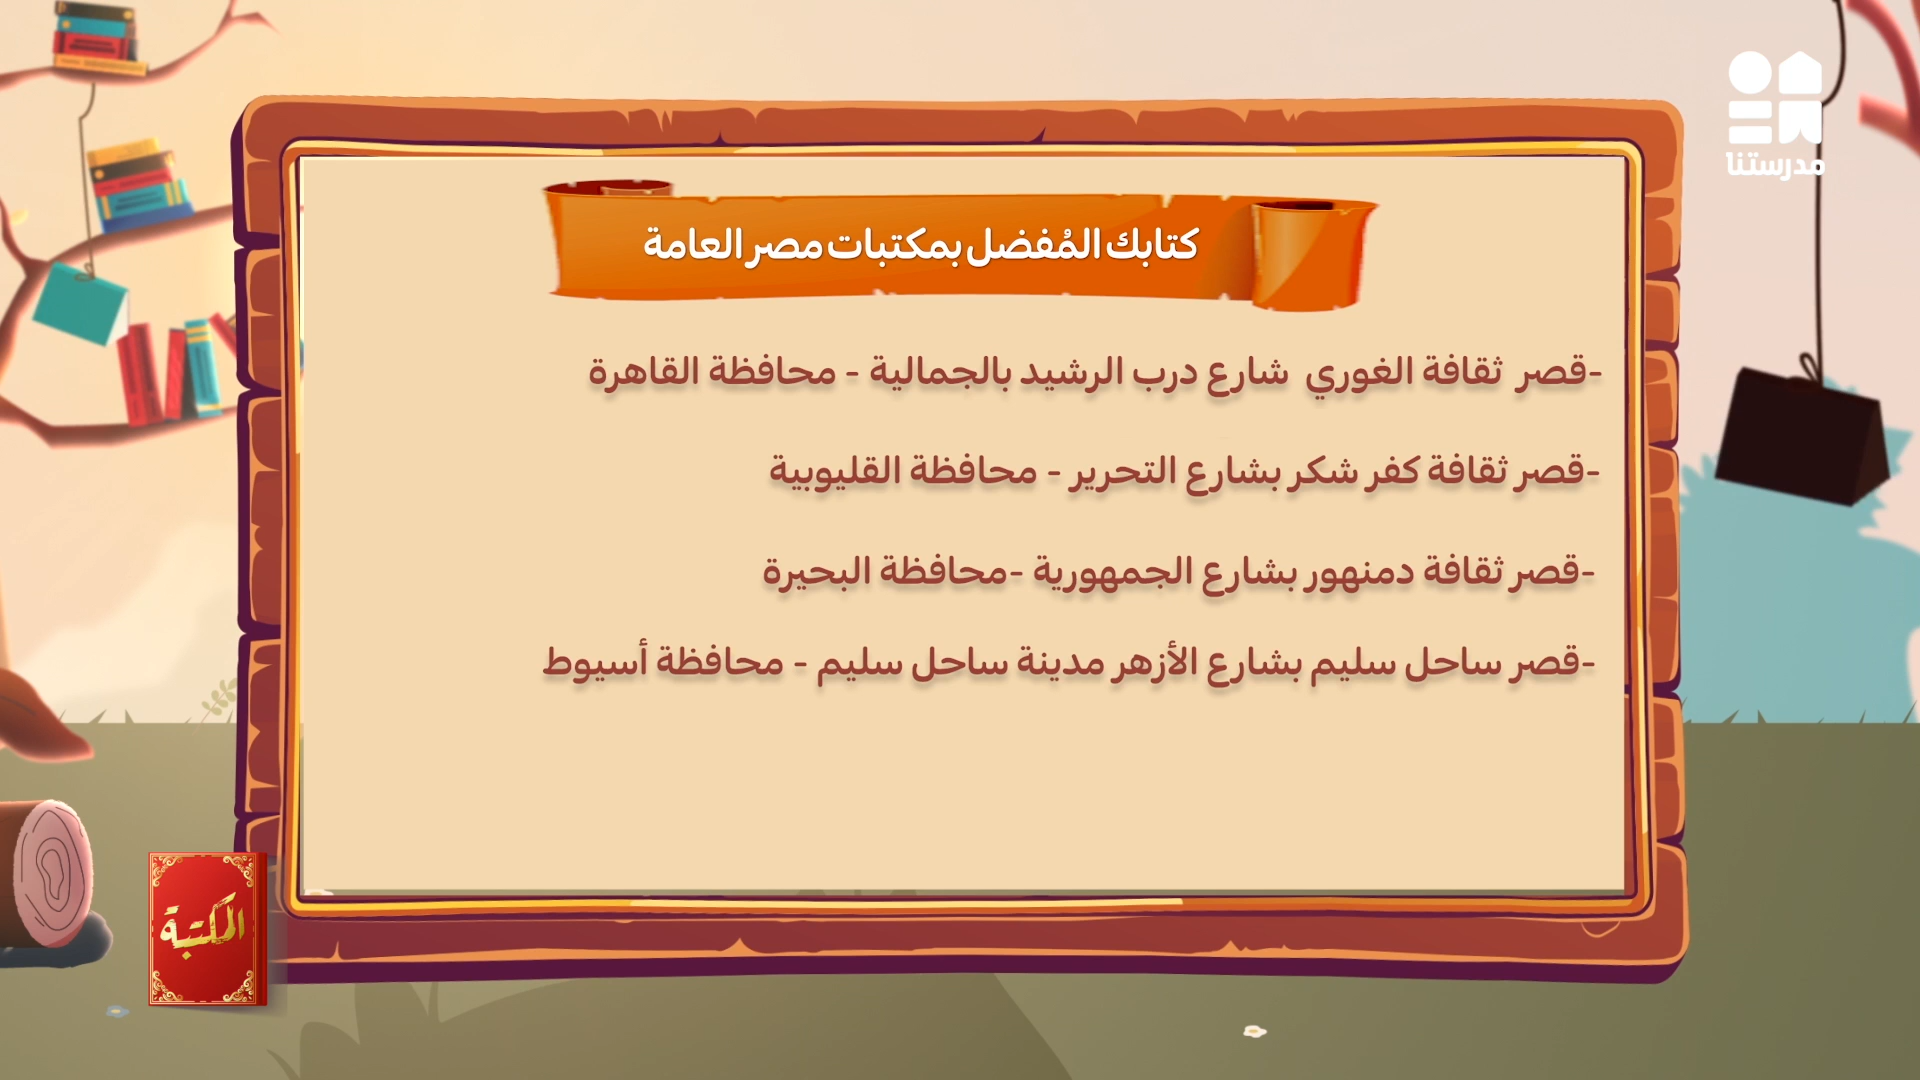 مدرستنا
كتابك المُفضل بمكتبات مصر العامة
-قصر ثقافة الغوري شارع درب الرشيد بالجمالية - محافظة القاهرة
-قصر ثقافة كفر شكر بشارع التحرير - محافظة القليوبية
-قصر ثقافة دمنهور بشارع الجمهورية -محافظة البحيرة
-قصر ساحل سليم بشارع الأزهر مدينة ساحل سليم - محافظة أسيوط
المكتبة